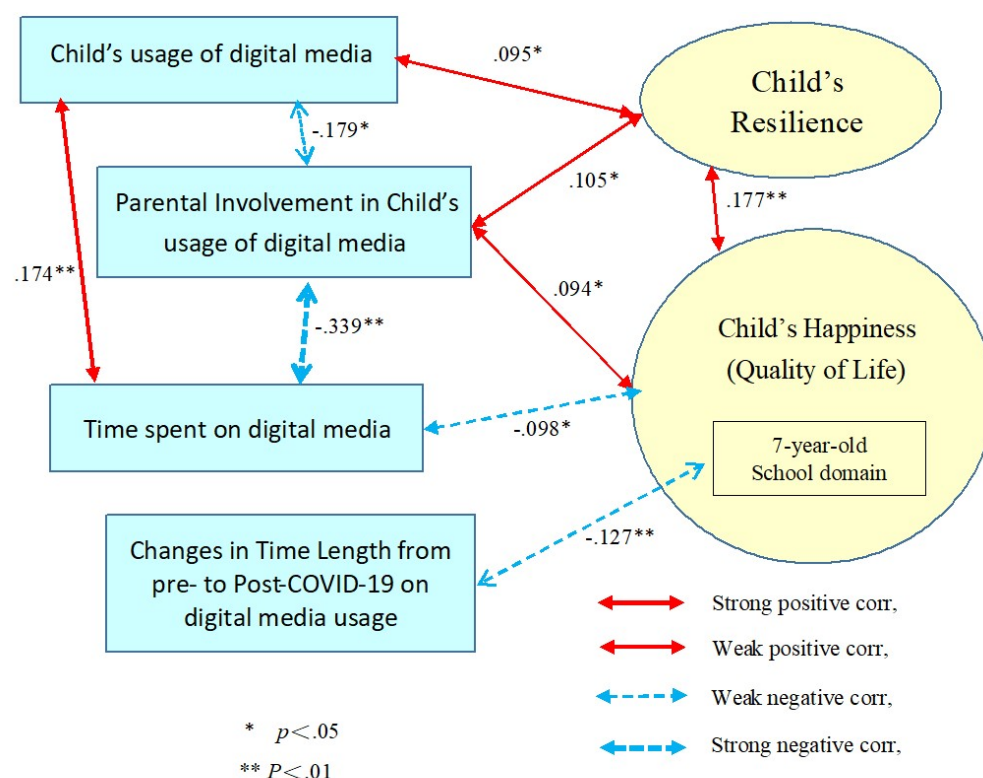 Child's usage of digital media
.095*
Child's
Resilience
-.179*
.105*
Parental Involvement in Child's
usage of digital media
.177**
.174**
.094*
-.339**
Child's Happiness
(Quality of Life)
Time spent on digital media
-.098*
7-year-old
School domain
-.127**
Changes in Time Length from
pre- to Post-COVID-19 on
digital media usage
Strong positive corr,
Weak positive corr,
Weak negative corr,
Strong negative corr,
* p<.05
** P<.01